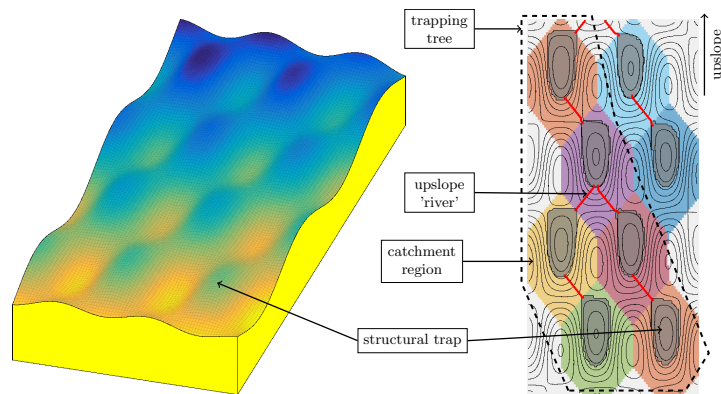 trapping
tree
upslope
upslope
'river'
catchment
region
structural trap